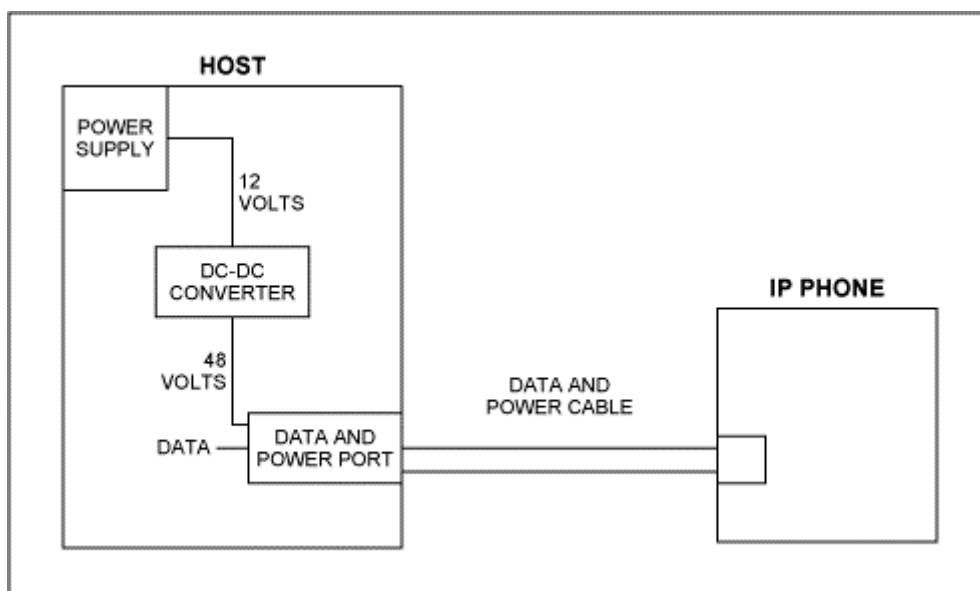 HOST
POWER
SUPPLY
12
VOLTS
DC-DC
CONVERTER
IP PHONE
48
VOLTS
DATA AND
POWER CABLE
DATA
DATA AND
POWER PORT